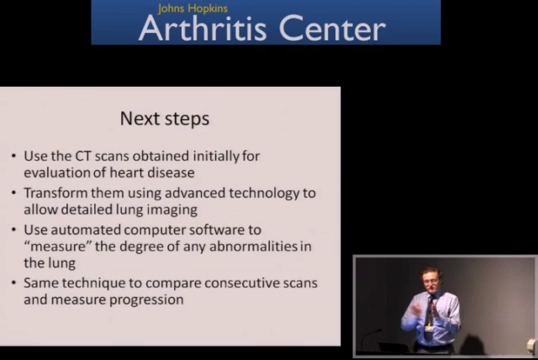 Johns Hopkins
Arthritis Center
Next steps
• Use the CT scans obtained initially for
evaluation of heart disease
• Transform them using advanced technology to
allow detailed lung imaging
• Use automated computer software to
“measure” the degree of any abnormalities in
the lung
• Same technique to compare consecutive scans
and measure progression